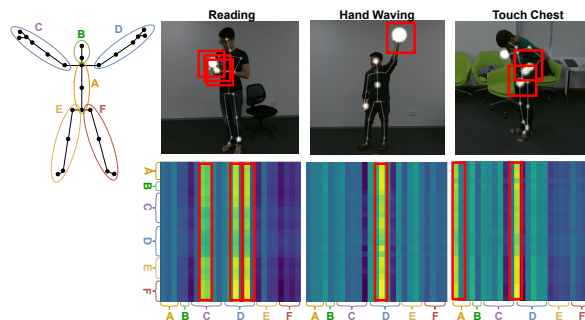 Reading
Hand Waving
Touch Chest
C
B
D
A
E
F
A
B
C
D
E
F
A B C D E F
A B C D E F
A B C D E F